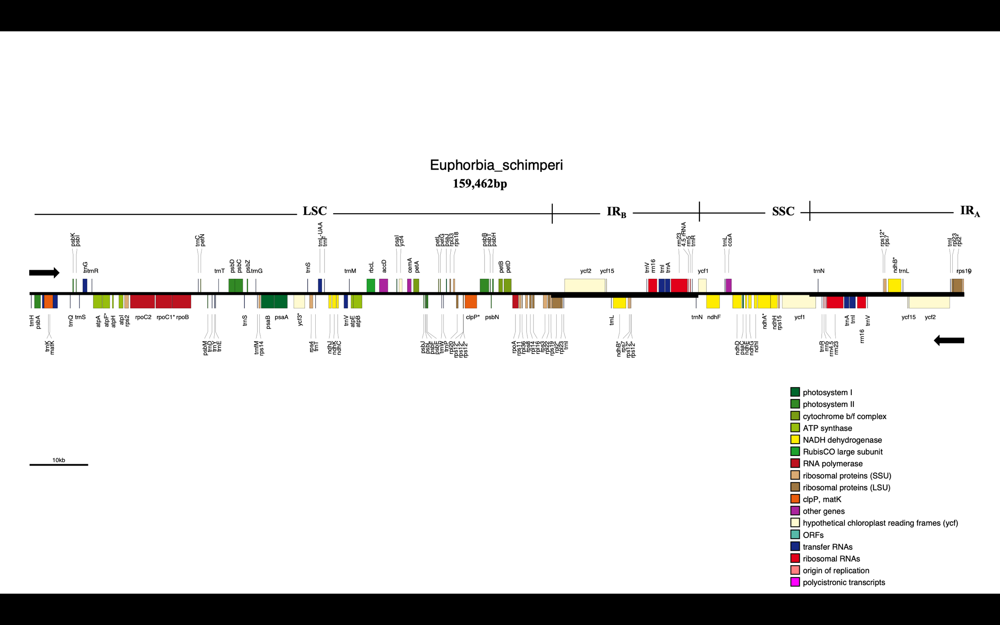 Euphorbia_schimperi
159,462bp
LSC IRB SSC IRA
psbK psbI trnG trnR trnC petN trnT psbD psbC psbZ trnG trnS trnL-UAA trnF trnM rbcL accD psaI ycf4 cemA petA petL petG psaJ rpl33 rps18 psbB psbT psbH petB petD ycf2 ycf15 trnV rrn16 trnI trnA rrn23 4.5 rRNA rrn5 trnR ycf1 trnL ccsA trnN rps12* rps7 ndhB* trnL trnI rpl23 rpl2* rps19
trnH psbA trnK matK trnQ trnS atpA atpF* atpH atpI rps2 rpoC2 rpoC1* rpoB psbM trnD trnY trnE trnS trnfM rps14 psaB psaA ycf3* rps4 trnT ndhJ ndhK ndhC trnV atpE atpB psbJ psbL psbF psbE trnW trnP rpl20 rps12* rps12* rps12* clpP* psbN rpoA rps11 rpl36 rps8 rpl14 rpl16 rps3 rpl22 rps19 rpl2* rpl23 trnI trnL ndhB* rps7 rps12* rps12* trnN ndhF ndhD psaC ndhE ndhG ndhI ndhA* ndhH rps15 ycf1 trnR rrn5 rrn4.5 rrn23 trnA trnI rrn16 trnV ycf15 ycf2
photosystem I
photosystem II
cytochrome b/f complex
ATP synthase
NADH dehydrogenase
RubisCO large subunit
RNA polymerase
ribosomal proteins (SSU)
ribosomal proteins (LSU)
clpP, matK
other genes
hypothetical chloroplast reading frames (ycf)
ORFs
transfer RNAs
ribosomal RNAs
origin of replication
polycistronic transcripts
10kb